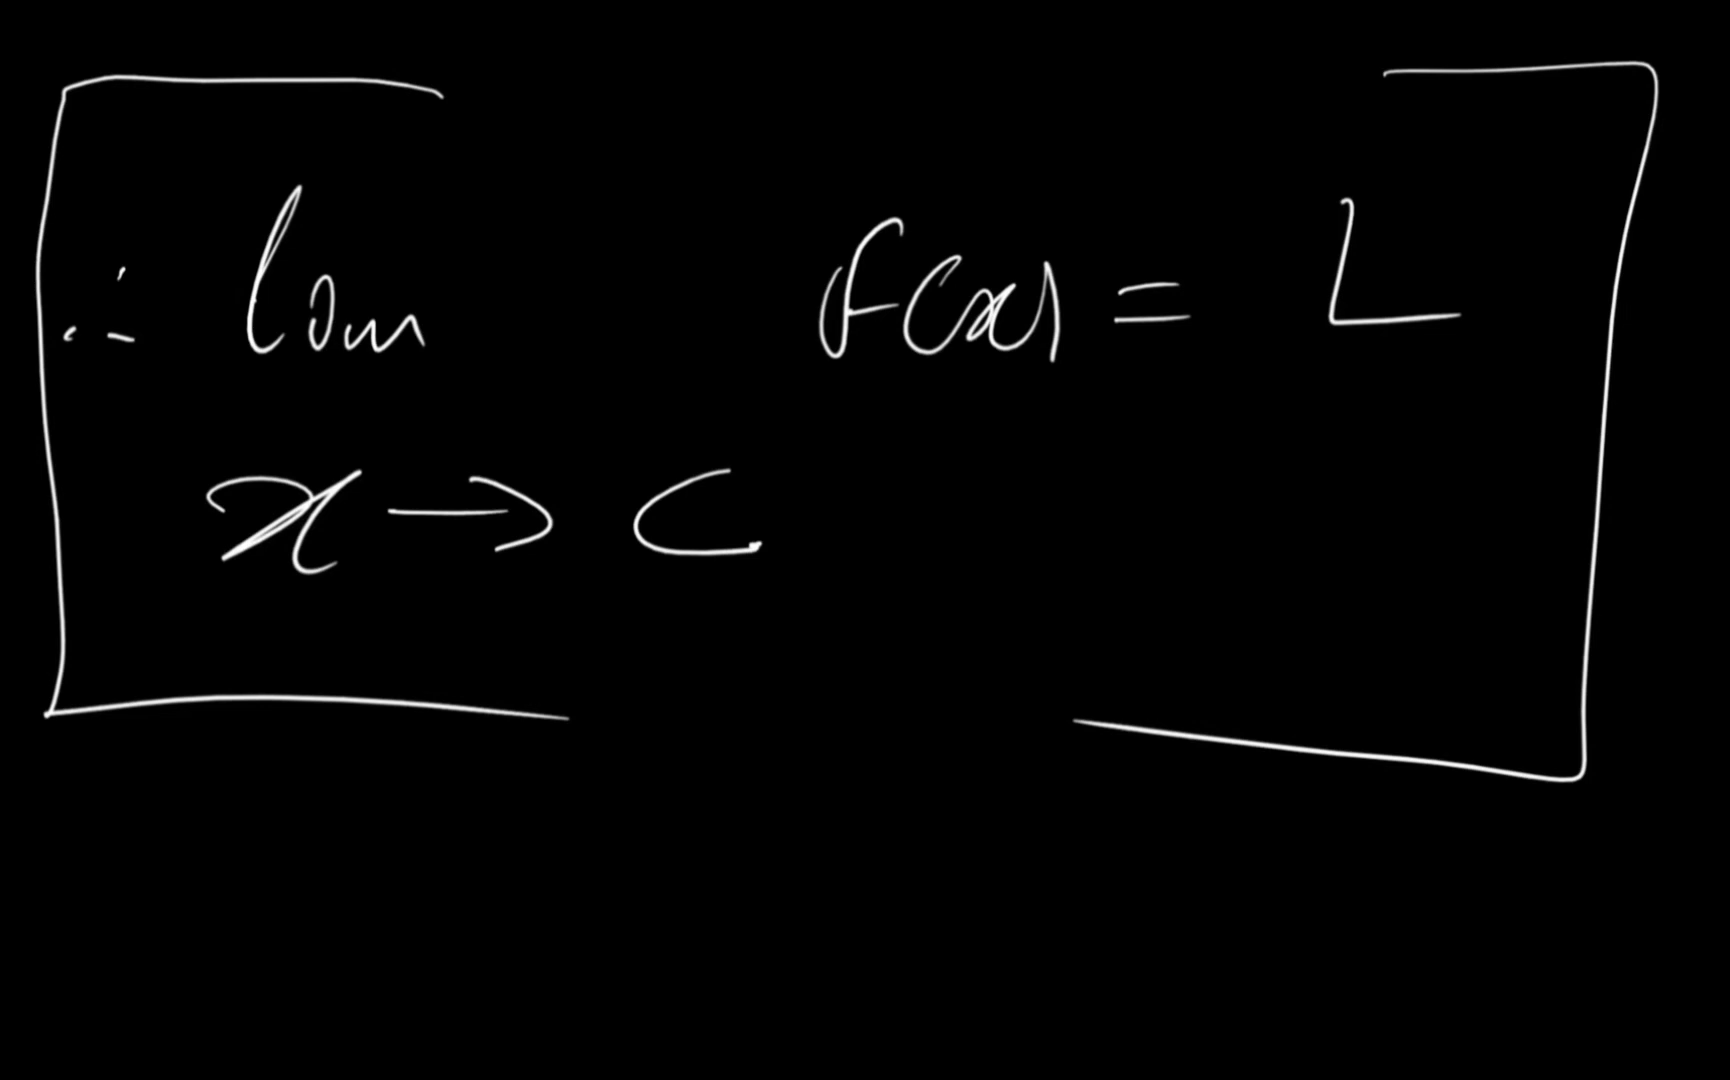 ∴ lim f(x) = L
x → c